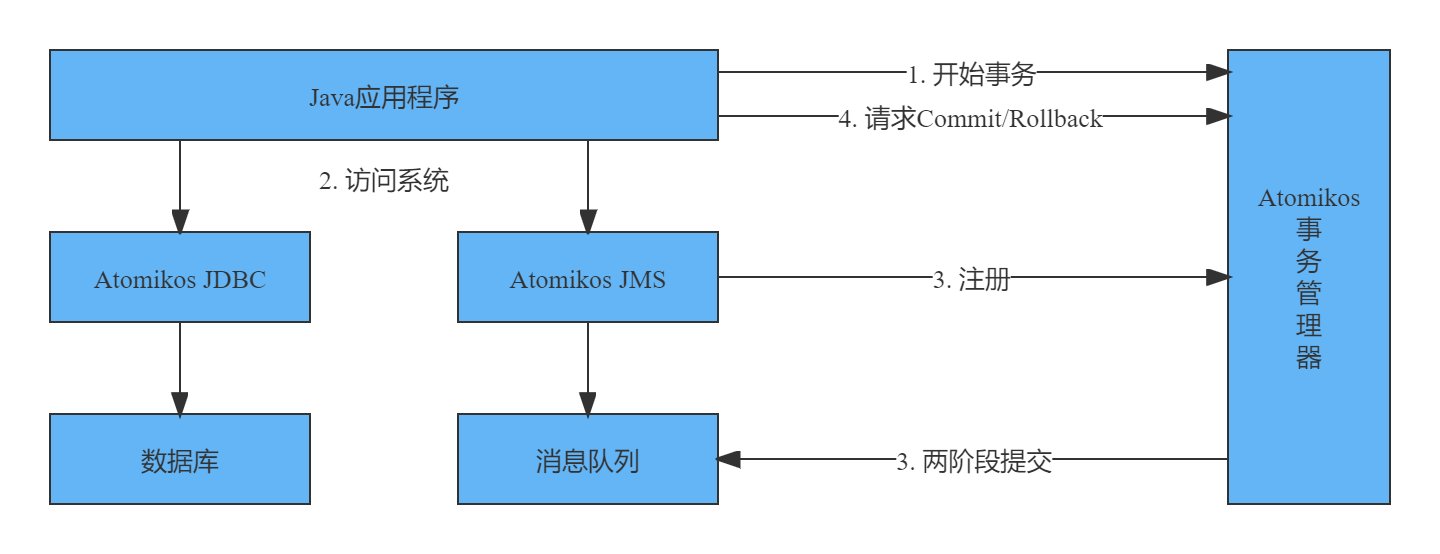 Java应用程序
1. 开始事务
4. 请求Commit/Rollback
2. 访问系统
Atomikos
事
务
管
理
器
Atomikos JDBC
Atomikos JMS
3. 注册
数据库
消息队列
3. 两阶段提交